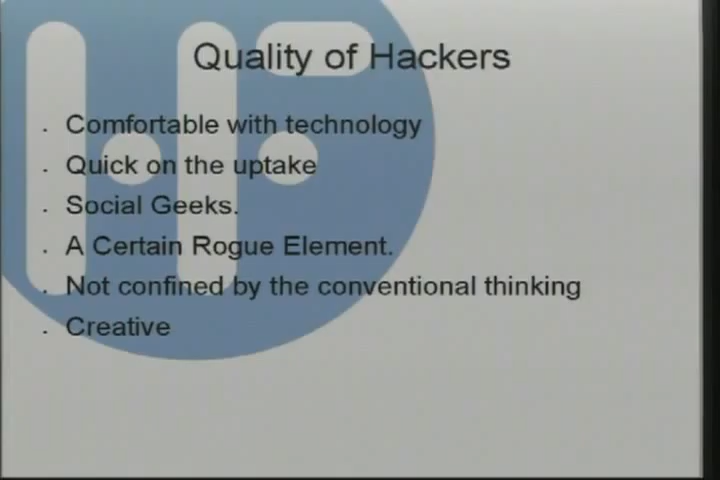 Quality of Hackers
. Comfortable with technology
. Quick on the uptake
. Social Geeks.
. A Certain Rogue Element.
. Not confined by the conventional thinking
. Creative